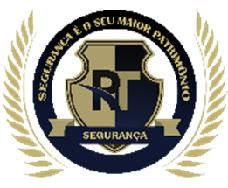 SEGURANÇA É O SEU MAIOR PATRIMÔNIO
RT
SEGURANÇA